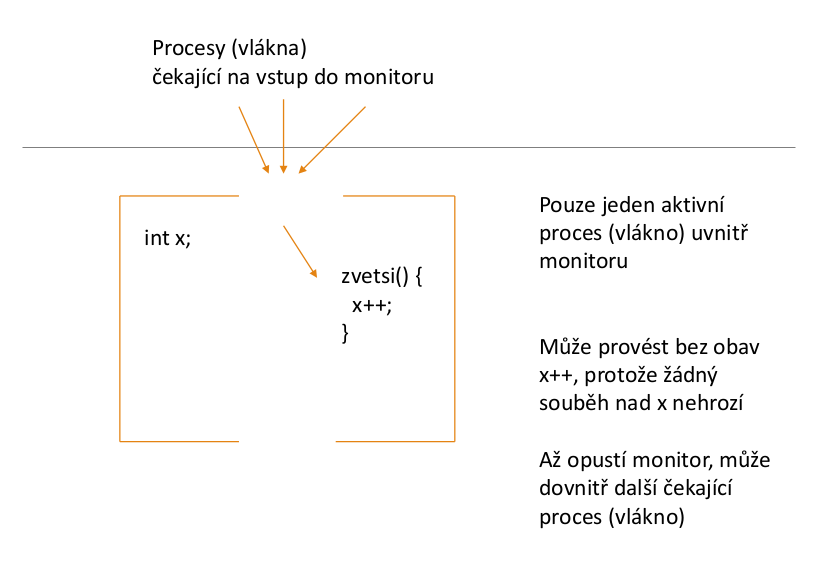 Procesy (vlákna)
čekající na vstup do monitoru
int x;
zvetsi() {
x++;
}
Pouze jeden aktivní
proces (vlákno) uvnitř
monitoru
Může provést bez obav
x++, protože žádný
souběh nad x nehrozí
Až opustí monitor, může
dovnitř další čekající
proces (vlákno)